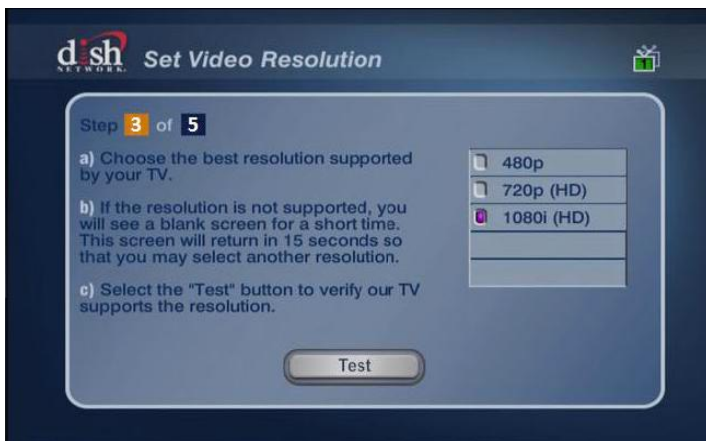 dish
NETWORK.
Set Video Resolution
1
Step 3 of 5
a) Choose the best resolution supported
by your TV.
b) If the resolution is not supported, you
will see a blank screen for a short time.
This screen will return in 15 seconds so
that you may select another resolution.
c) Select the "Test" button to verify our TV
supports the resolution.
480p
720p (HD)
1080i (HD)
Test